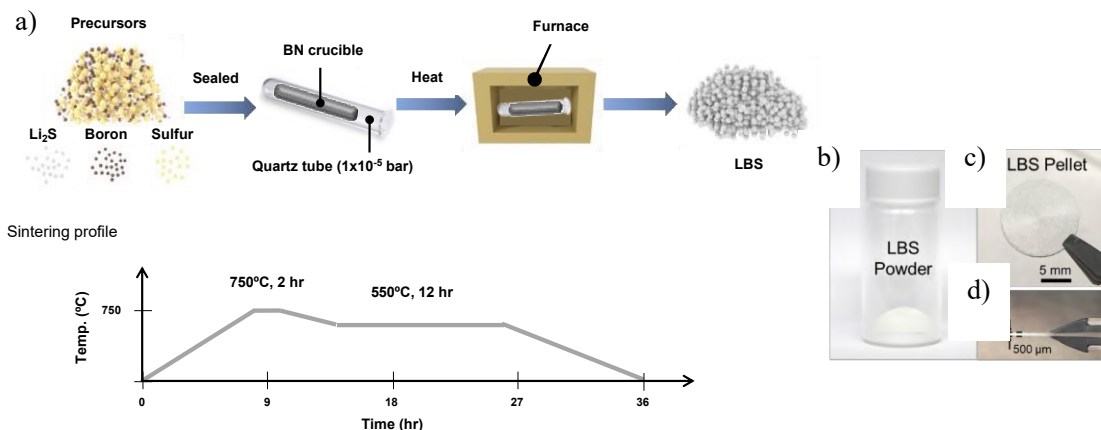 a)
Precursors
Li₂S
Boron
Sulfur
Sealed
BN crucible
Quartz tube (1x10⁻⁵ bar)
Heat
Furnace
LBS
b)
LBS
Powder
c)
LBS Pellet
5 mm
d)
500 µm
Sintering profile
750ºC, 2 hr
550ºC, 12 hr
Temp. (ºC)
750
0
9
18
27
36
Time (hr)